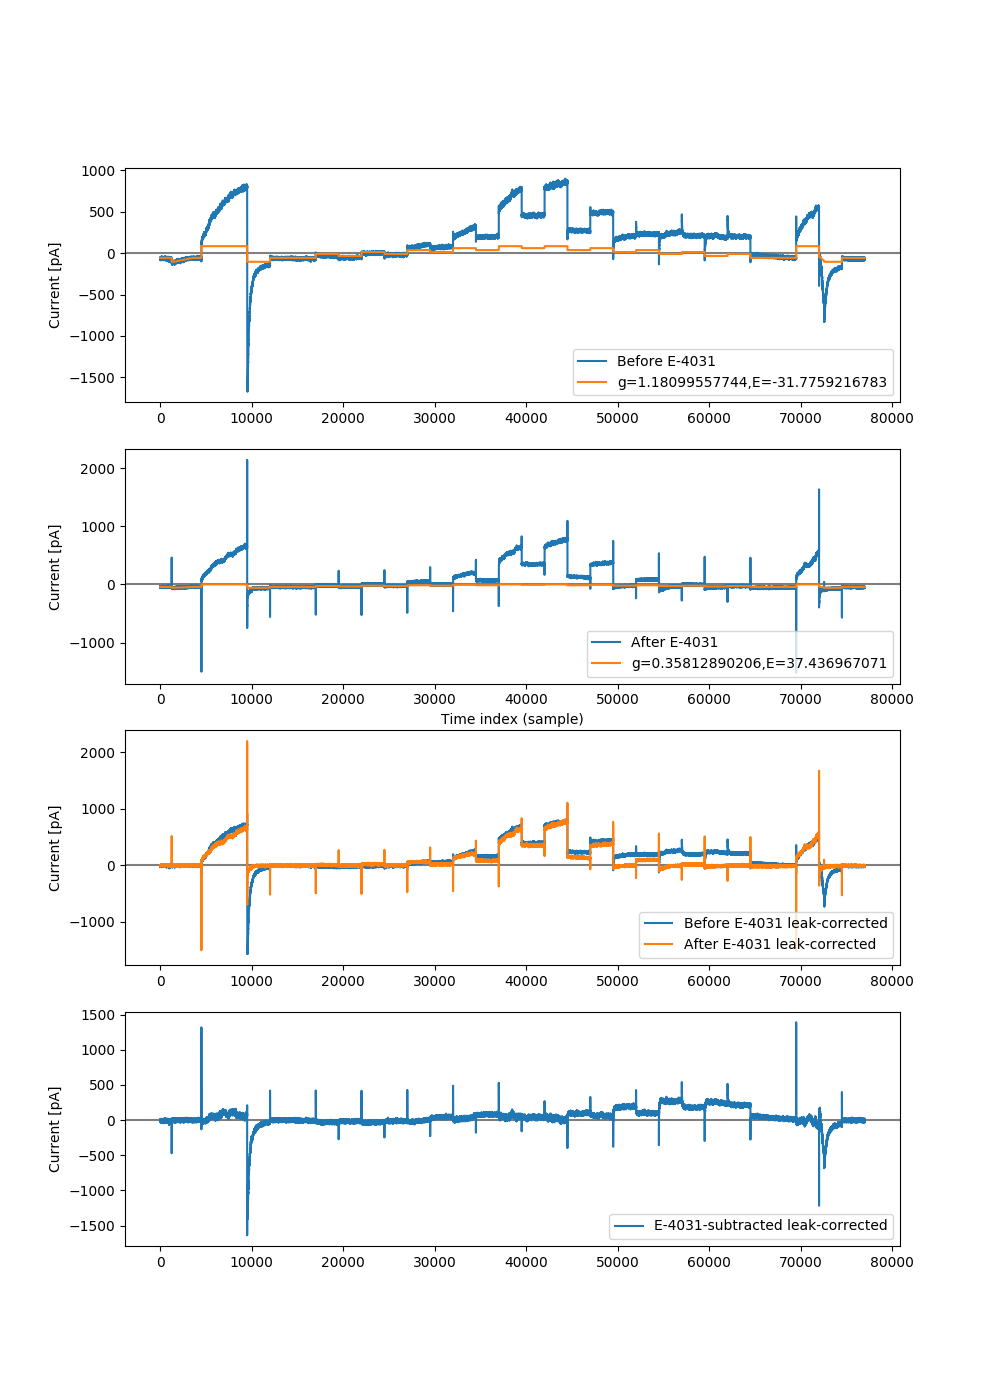 1000
500
0
−500
−1000
−1500
Current [pA]
Before E-4031
g=1.18099557744,E=-31.7759216783
0 10000 20000 30000 40000 50000 60000 70000 80000
2000
1000
0
−1000
Current [pA]
After E-4031
g=0.35812890206,E=37.436967071
0 10000 20000 30000 40000 50000 60000 70000 80000
Time index (sample)
2000
1000
0
−1000
Current [pA]
Before E-4031 leak-corrected
After E-4031 leak-corrected
0 10000 20000 30000 40000 50000 60000 70000 80000
1500
1000
500
0
−500
−1000
−1500
Current [pA]
E-4031-subtracted leak-corrected
0 10000 20000 30000 40000 50000 60000 70000 80000